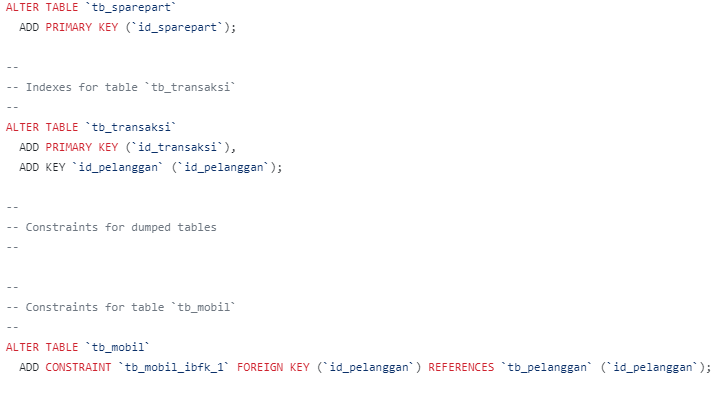 ALTER TABLE `tb_sparepart`
  ADD PRIMARY KEY (`id_sparepart`);

--
-- Indexes for table `tb_transaksi`
--
ALTER TABLE `tb_transaksi`
  ADD PRIMARY KEY (`id_transaksi`),
  ADD KEY `id_pelanggan` (`id_pelanggan`);

--
-- Constraints for dumped tables
--

--
-- Constraints for table `tb_mobil`
--
ALTER TABLE `tb_mobil`
  ADD CONSTRAINT `tb_mobil_ibfk_1` FOREIGN KEY (`id_pelanggan`) REFERENCES `tb_pelanggan` (`id_pelanggan`);